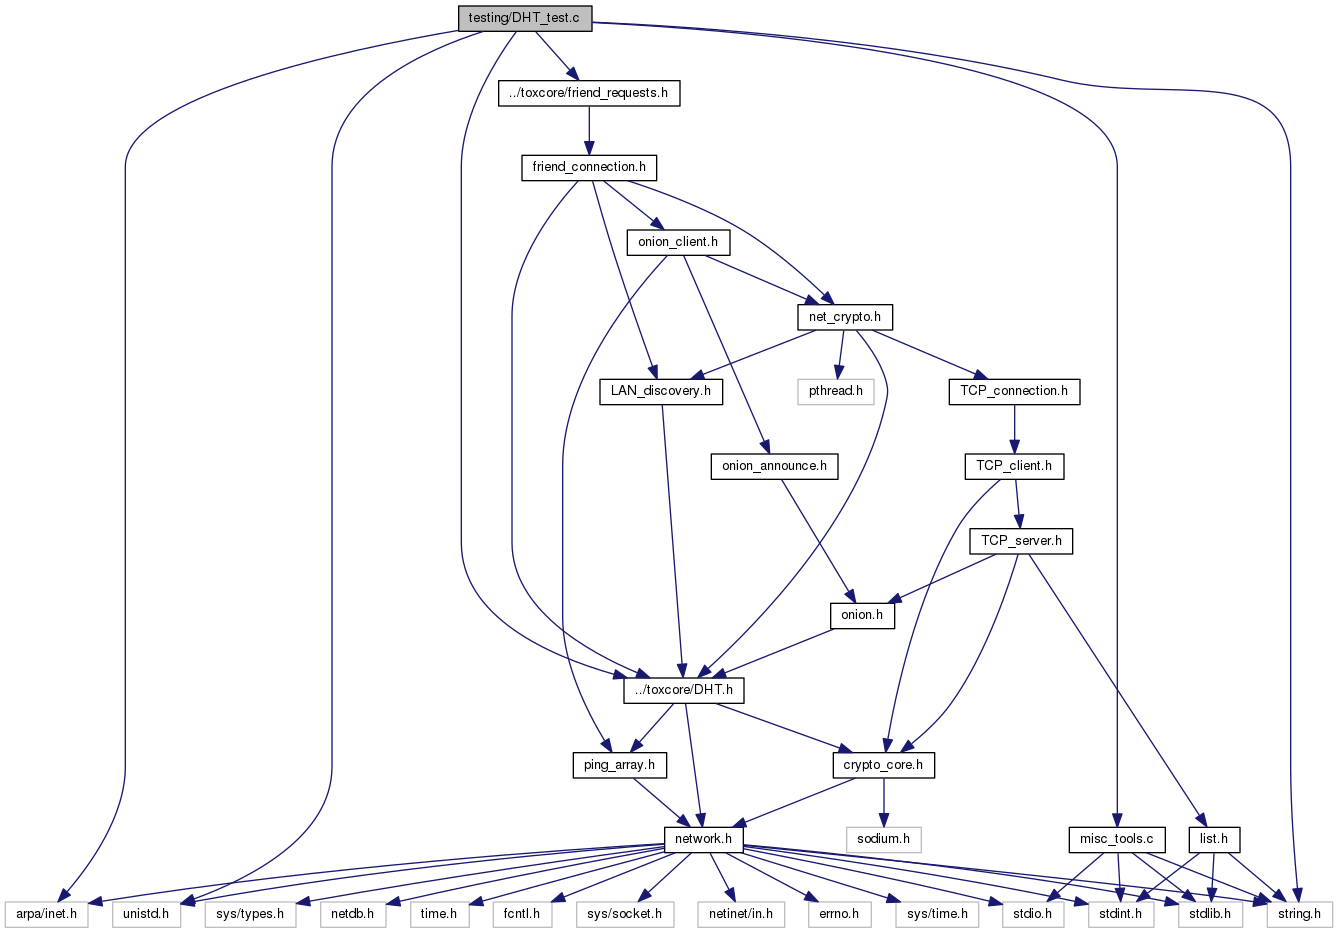 testing/DHT_test.c
../toxcore/friend_requests.h
friend_connection.h
onion_client.h
net_crypto.h
LAN_discovery.h
pthread.h
TCP_connection.h
onion_announce.h
TCP_client.h
TCP_server.h
onion.h
../toxcore/DHT.h
ping_array.h
crypto_core.h
network.h
sodium.h
misc_tools.c
list.h
arpa/inet.h
unistd.h
sys/types.h
netdb.h
time.h
fcntl.h
sys/socket.h
netinet/in.h
errno.h
sys/time.h
stdio.h
stdint.h
stdlib.h
string.h